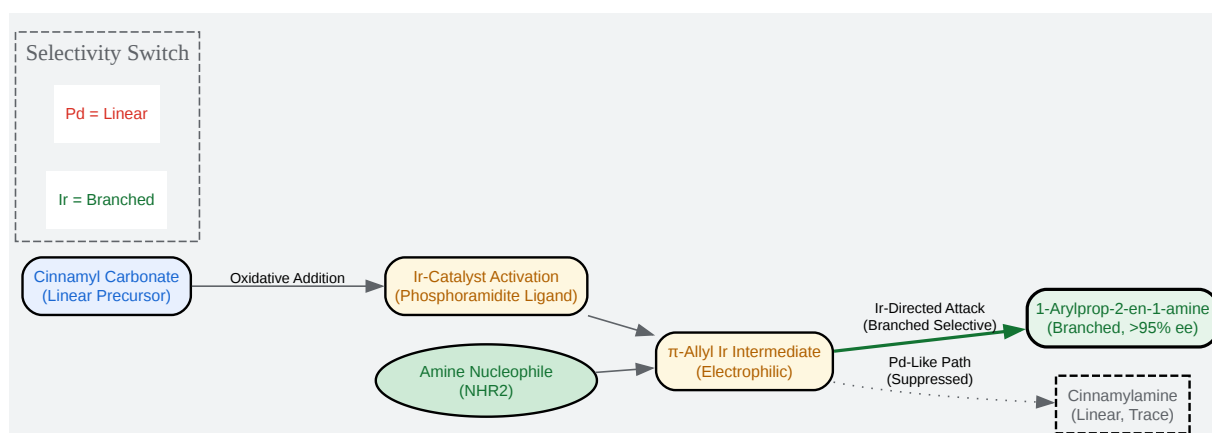 Selectivity Switch
Pd = Linear
Ir = Branched
Cinnamyl Carbonate
(Linear Precursor)
Oxidative Addition
Ir-Catalyst Activation
(Phosphoramidite Ligand)
Amine Nucleophile
(NHR2)
π-Allyl Ir Intermediate
(Electrophilic)
Ir-Directed Attack
(Branched Selective)
Pd-Like Path
(Suppressed)
1-Arylprop-2-en-1-amine
(Branched, >95% ee)
Cinnamylamine
(Linear, Trace)